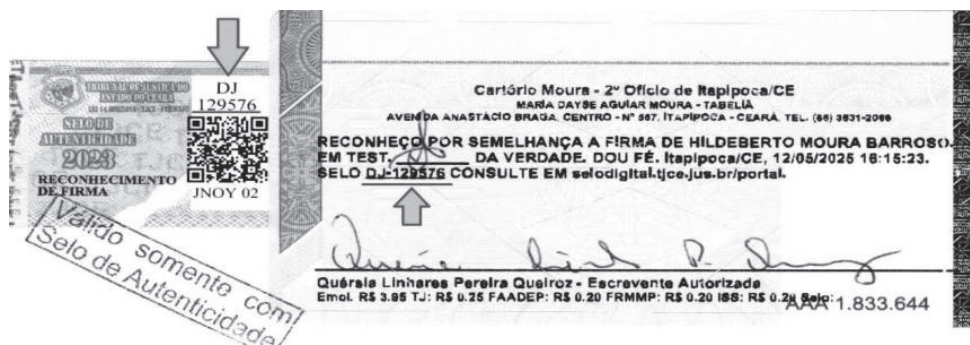 TRIBUNAL DE JUSTIÇA DO
ESTADO DO CEARÁ
SELO DE
AUTENTICIDADE
2023
RECONHECIMENTO
DE FIRMA
DJ
129576
JNOY 02
Válido somente com
Selo de Autenticidade
Cartório Moura - 2º Ofício de Itapipoca/CE
MARIA DAYSE AGUIAR MOURA - TABELIÃ
AVENIDA ANASTÁCIO BRAGA, CENTRO - Nº 567, ITAPIPOCA - CEARÁ, TEL. (88) 3631-2066
RECONHEÇO POR SEMELHANÇA A FIRMA DE HILDEBERTO MOURA BARROSO.
EM TEST. DA VERDADE. DOU FÉ. Itapipoca/CE, 12/05/2025 16:15:23.
SELO DJ-129576 CONSULTE EM selodigital.tjce.jus.br/portal.
Quérsia Linhares Pereira Queiroz - Escrevente Autorizada
Emol. R$ 3.95 TJ: R$ 0.25 FAADEP: R$ 0.20 FRMMP: R$ 0.20 ISS: R$ 0.20 Selo:
AAA 1.833.644